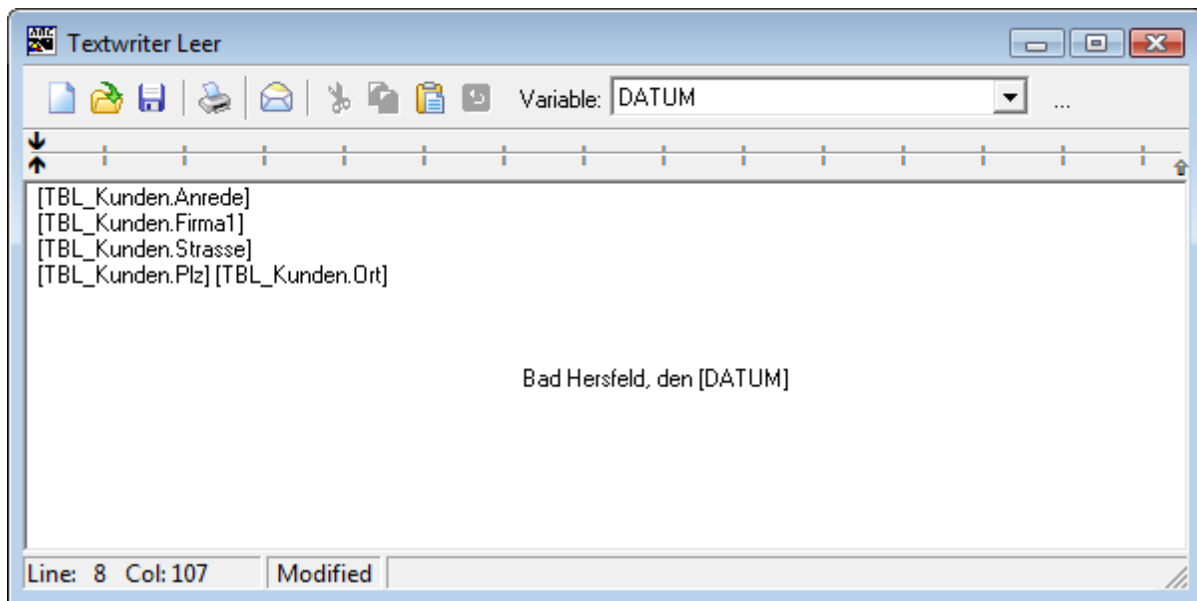 Textwriter Leer
Variable: DATUM ...
[TBL_Kunden.Anrede]
[TBL_Kunden.Firma1]
[TBL_Kunden.Strasse]
[TBL_Kunden.Plz] [TBL_Kunden.Ort]
Bad Hersfeld, den [DATUM]
Line: 8 Col: 107 Modified